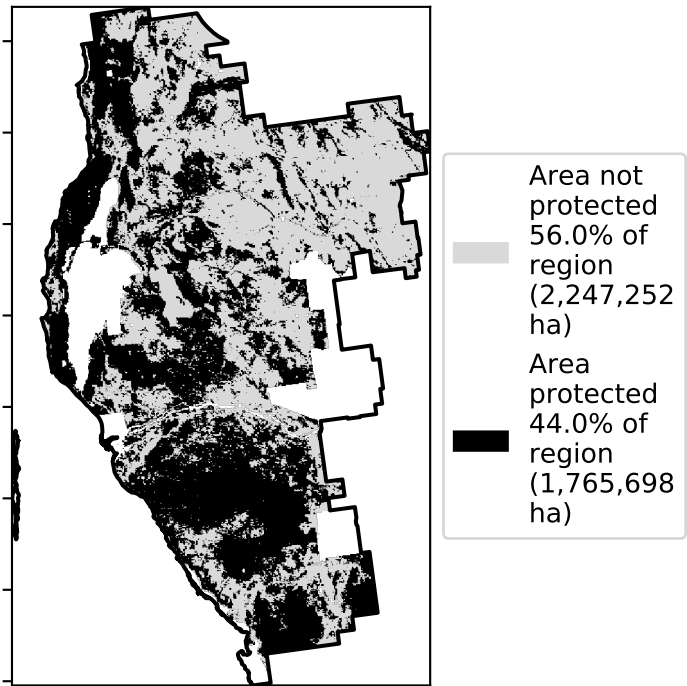 Area not
protected
56.0% of
region
(2,247,252
ha)
Area
protected
44.0% of
region
(1,765,698
ha)